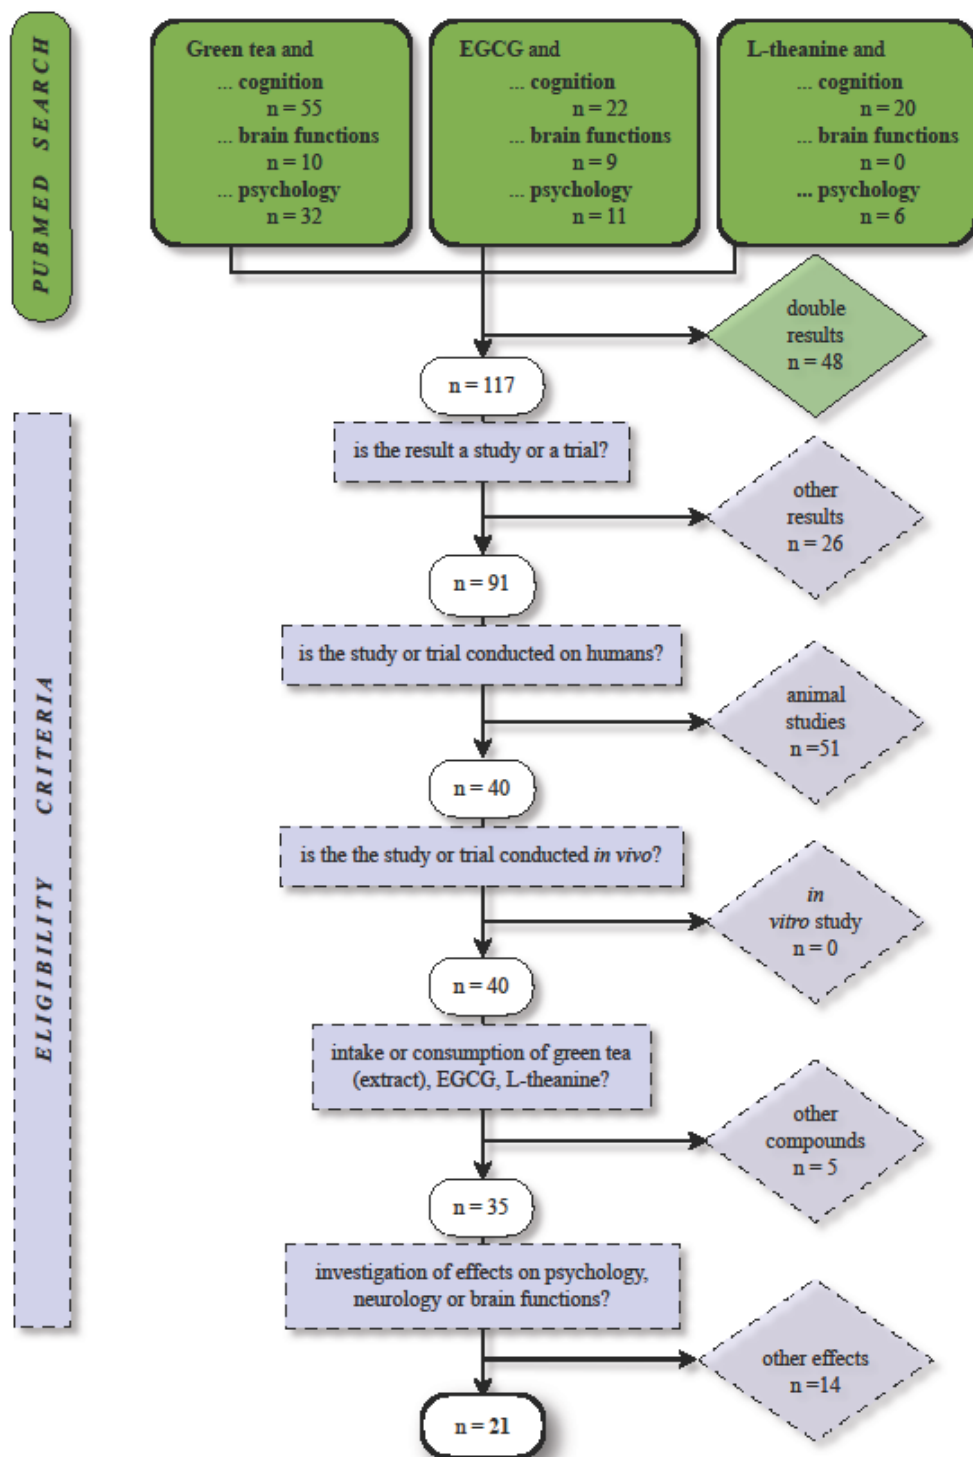 PUBMED SEARCH
Green tea and
... cognition
n = 55
... brain functions
n = 10
... psychology
n = 32
EGCG and
... cognition
n = 22
... brain functions
n = 9
... psychology
n = 11
L-theanine and
... cognition
n = 20
... brain functions
n = 0
... psychology
n = 6
double
results
n = 48
n = 117
ELIGIBILITY CRITERIA
is the result a study or a trial?
other
results
n = 26
n = 91
is the study or trial conducted on humans?
animal
studies
n =51
n = 40
is the the study or trial conducted in vivo?
in
vitro study
n = 0
n = 40
intake or consumption of green tea
(extract), EGCG, L-theanine?
other
compounds
n = 5
n = 35
investigation of effects on psychology,
neurology or brain functions?
other effects
n =14
n = 21